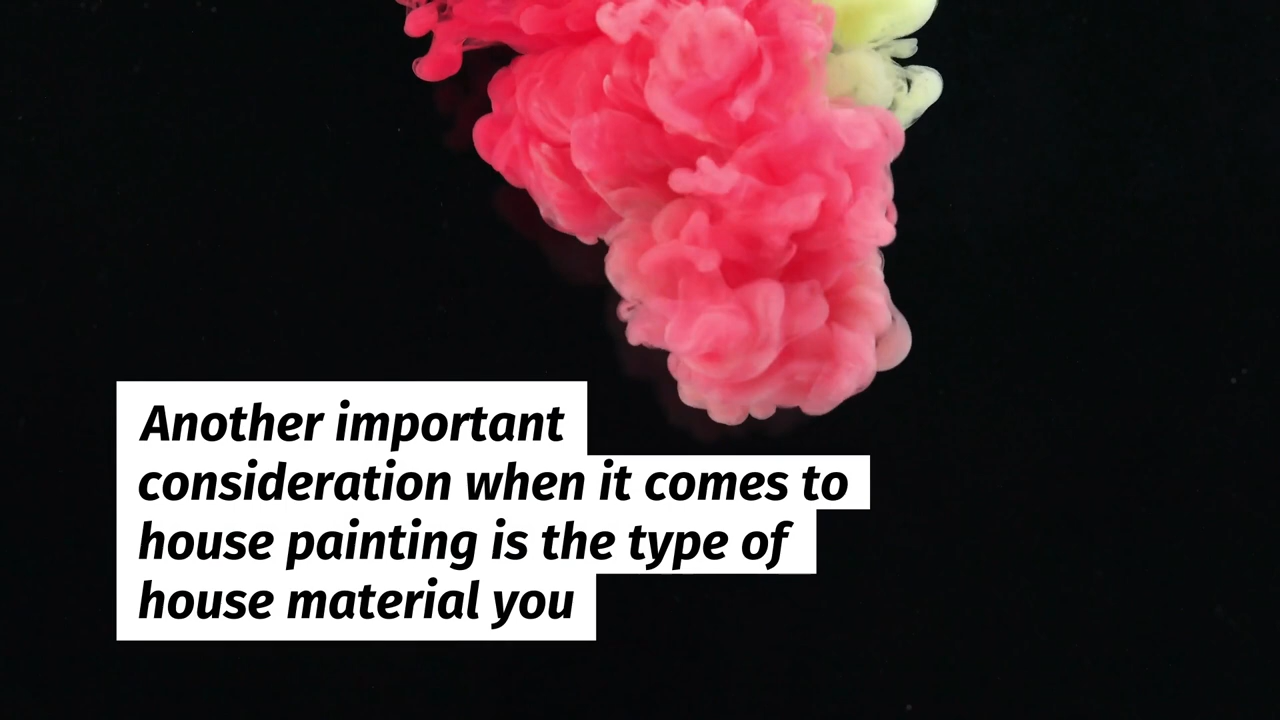 Another important
consideration when it comes to
house painting is the type of
house material you